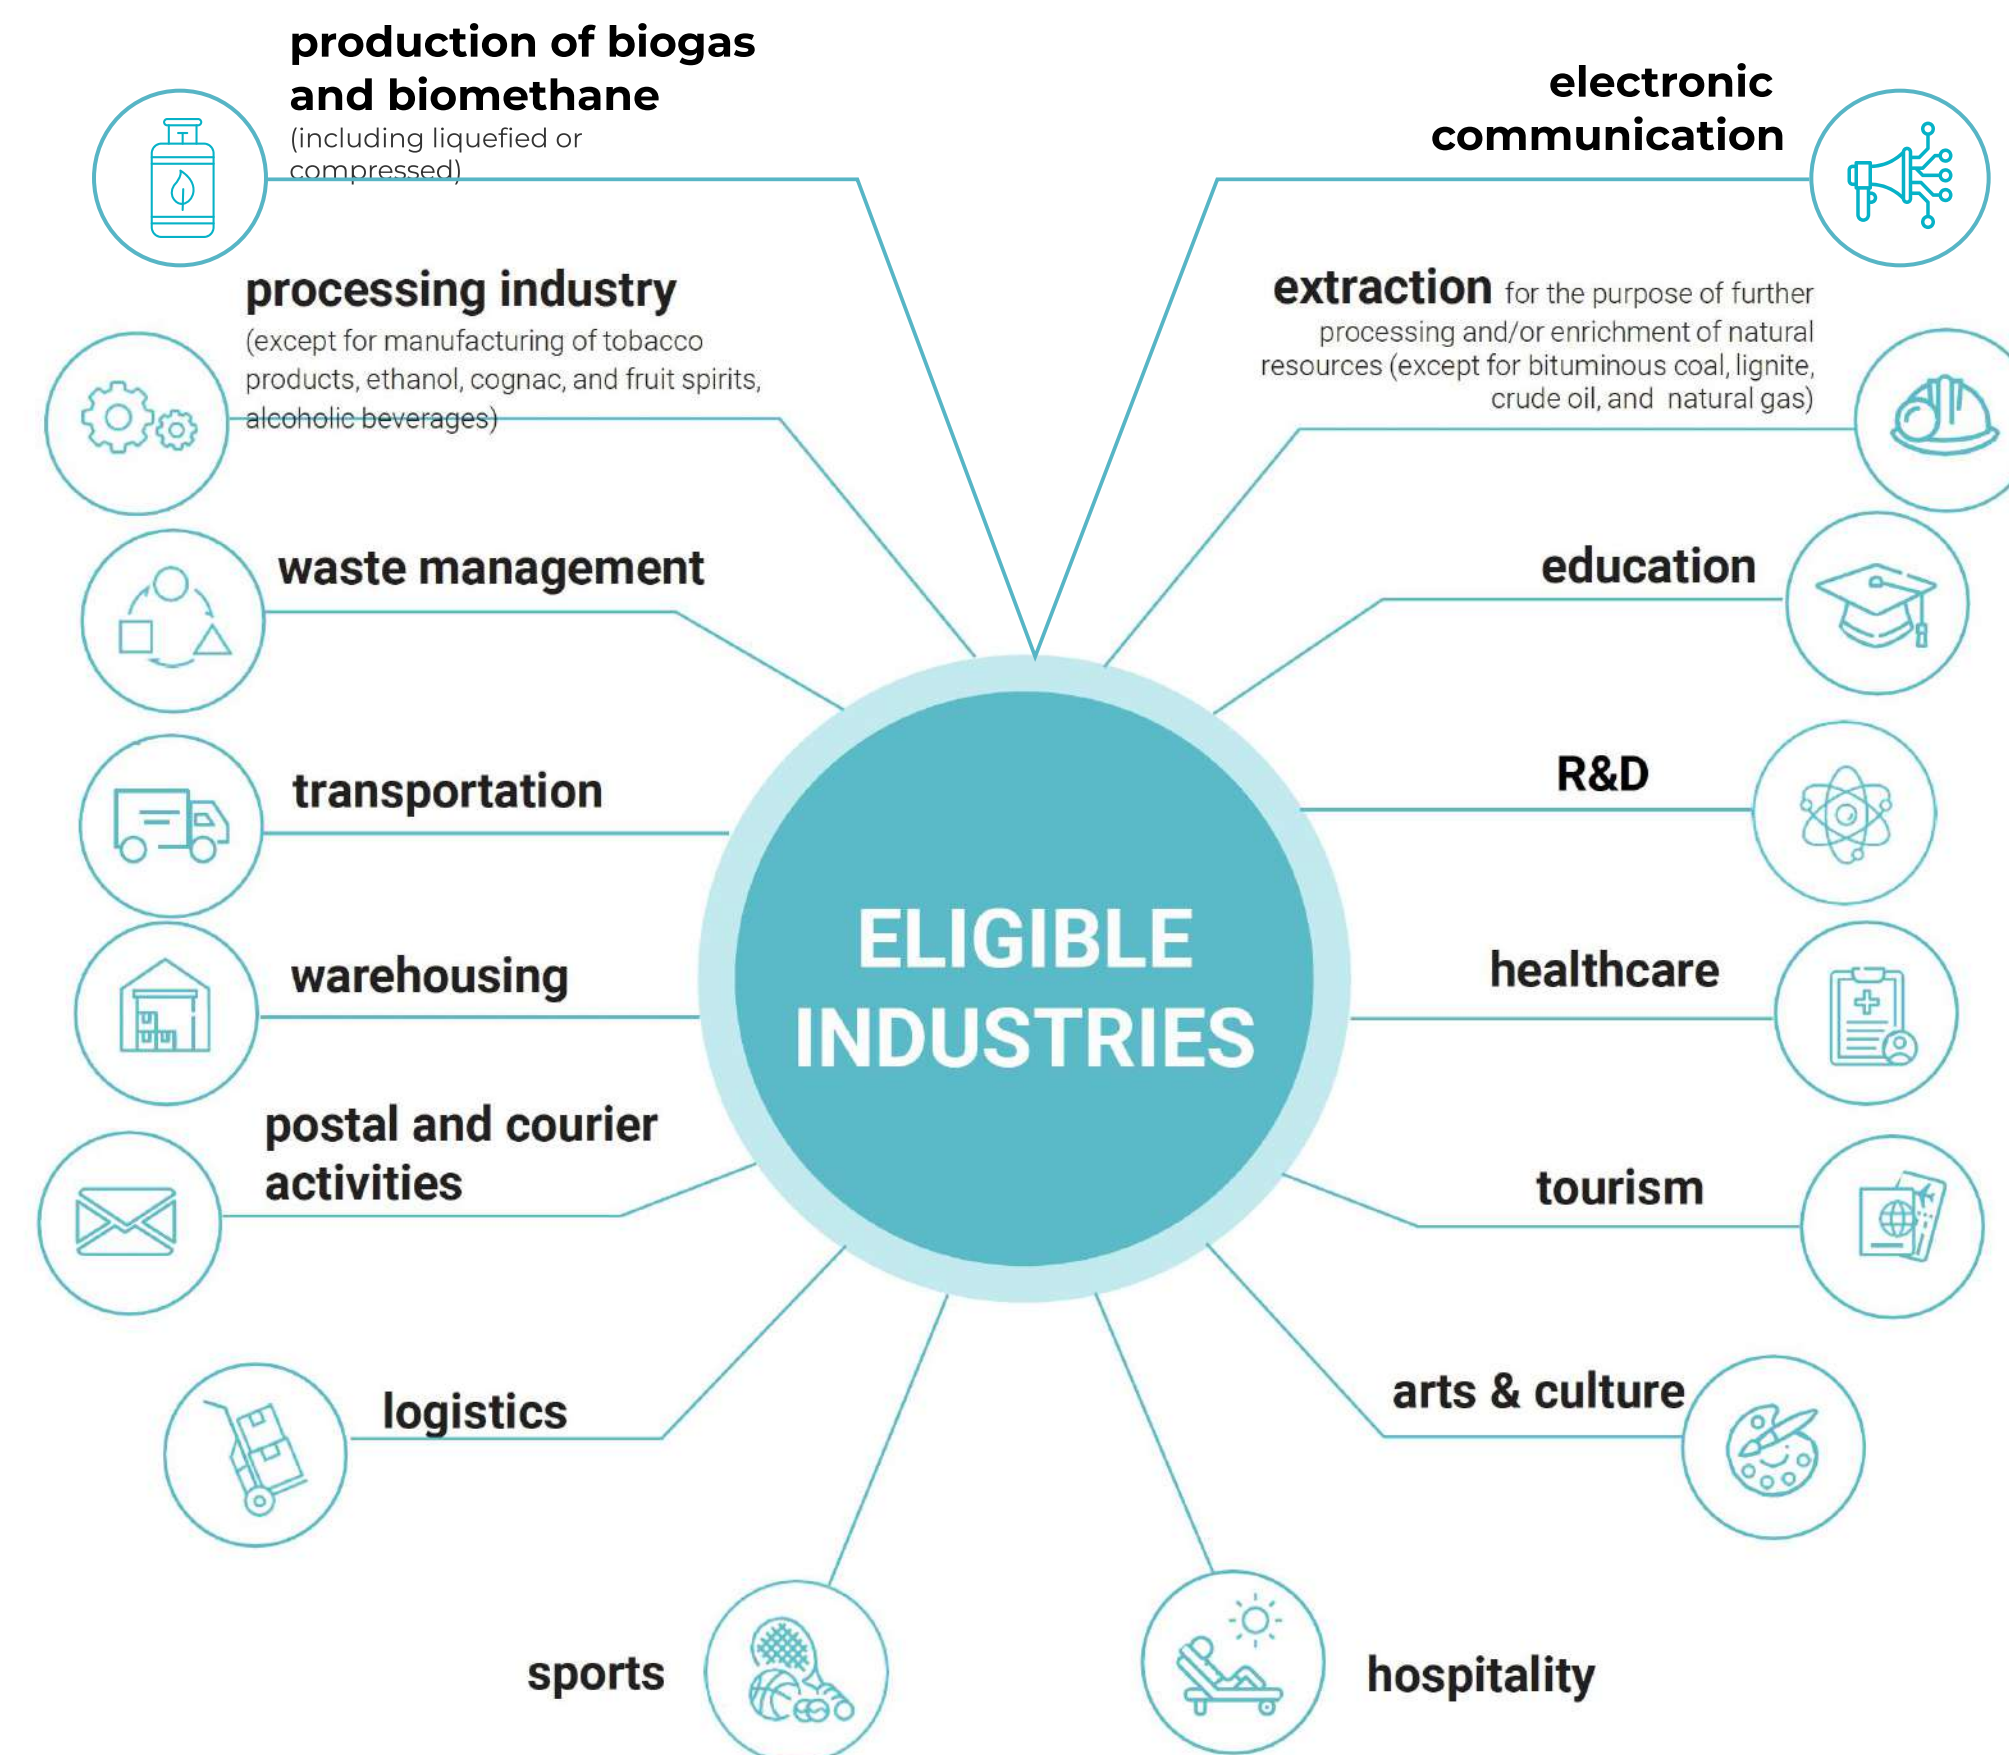 production of biogas
and biomethane
(including liquefied or
compressed)
electronic
communication
processing industry
(except for manufacturing of tobacco
products, ethanol, cognac, and fruit spirits,
alcoholic beverages)
extraction for the purpose of further
processing and/or enrichment of natural
resources (except for bituminous coal, lignite,
crude oil, and natural gas)
waste management
education
transportation
R&D
ELIGIBLE
INDUSTRIES
warehousing
healthcare
postal and courier
activities
tourism
logistics
arts & culture
sports
hospitality